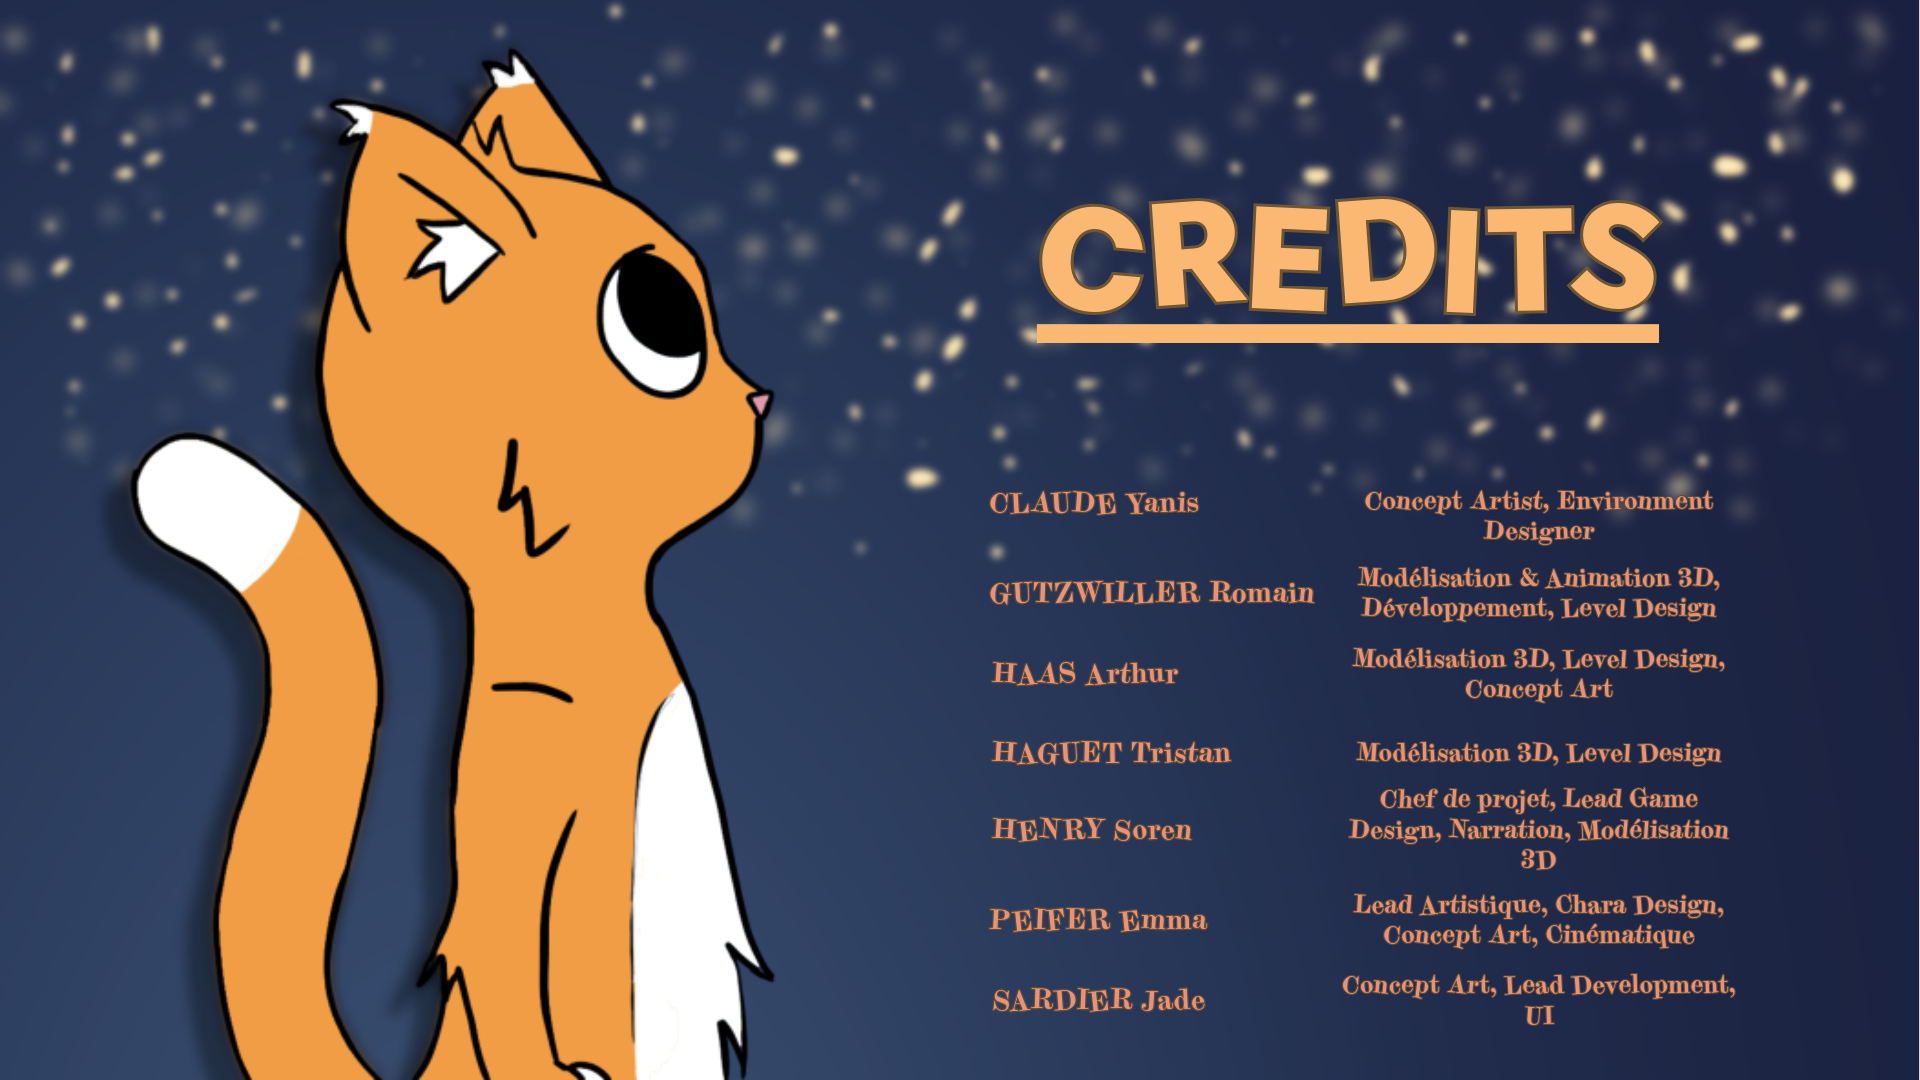 CREDITS
CLAUDE Yanis
Concept Artist, Environment
Designer
GUTZWILLER Romain
Modélisation & Animation 3D,
Développement, Level Design
HAAS Arthur
Modélisation 3D, Level Design,
Concept Art
HAGUET Tristan
Modélisation 3D, Level Design
HENRY Soren
Chef de projet, Lead Game
Design, Narration, Modélisation
3D
PEIFER Emma
Lead Artistique, Chara Design,
Concept Art, Cinématique
SARDIER Jade
Concept Art, Lead Development,
UI